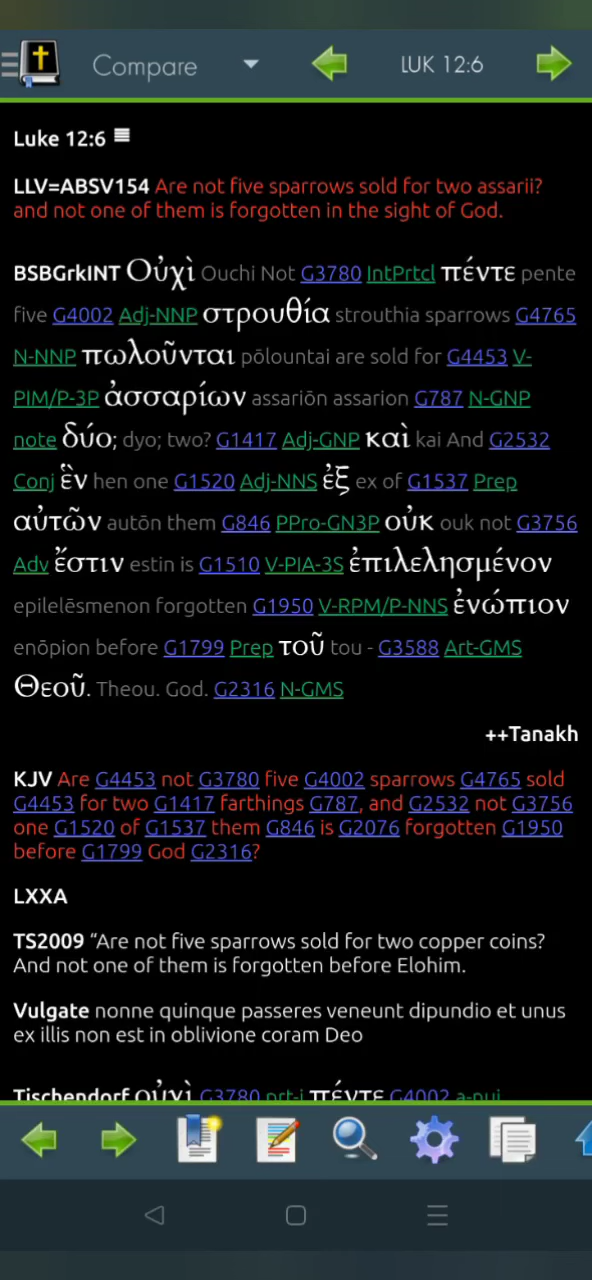 Compare
LUK 12:6
Luke 12:6
LLV=ABSV154 Are not five sparrows sold for two assarii?
and not one of them is forgotten in the sight of God.
BSBGrkINT Οὐχὶ Ouchi Not G3780 IntPrtcl πέντε pente
five G4002 Adj-NNP στρουθία strouthia sparrows G4765
N-NNP πωλοῦνται pōlountai are sold for G4453 V-
PIM/P-3P ἀσσαρίων assariōn assarion G787 N-GNP
note δύο; dyo; two? G1417 Adj-GNP καὶ kai And G2532
Conj ἓν hen one G1520 Adj-NNS ἐξ ex of G1537 Prep
αὐτῶν autōn them G846 PPro-GN3P οὐκ ouk not G3756
Adv ἔστιν estin is G1510 V-PIA-3S ἐπιλελησμένον
epilelēsmenon forgotten G1950 V-RPM/P-NNS ἐνώπιον
enōpion before G1799 Prep τοῦ tou - G3588 Art-GMS
Θεοῦ. Theou. God. G2316 N-GMS
++Tanakh
KJV Are G4453 not G3780 five G4002 sparrows G4765 sold
G4453 for two G1417 farthings G787, and G2532 not G3756
one G1520 of G1537 them G846 is G2076 forgotten G1950
before G1799 God G2316?
LXXA
TS2009 “Are not five sparrows sold for two copper coins?
And not one of them is forgotten before Elohim.
Vulgate nonne quinque passeres veneunt dipundio et unus
ex illis non est in oblivione coram Deo
Tischendorf οὐχὶ G3780 prt-i πέντε G4002 a-nui